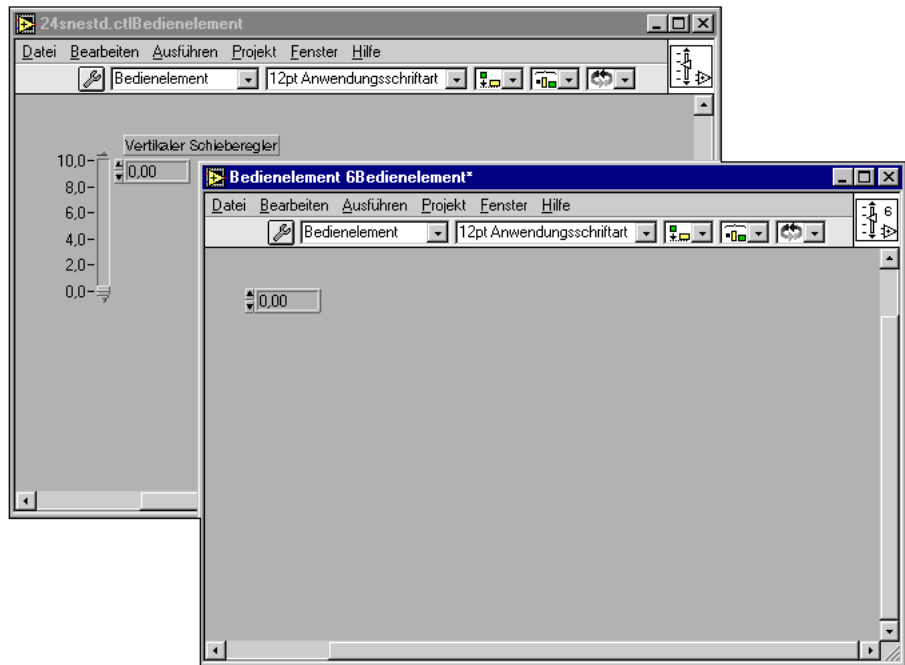 24snestd.ctlBedienelement
Datei Bearbeiten Ausführen Projekt Fenster Hilfe
Bedienelement 12pt Anwendungsschriftart
Vertikaler Schieberegler
10,0
0,00
8,0
6,0
4,0
2,0
0,0
Bedienelement 6Bedienelement*
Datei Bearbeiten Ausführen Projekt Fenster Hilfe
6
Bedienelement 12pt Anwendungsschriftart
0,00